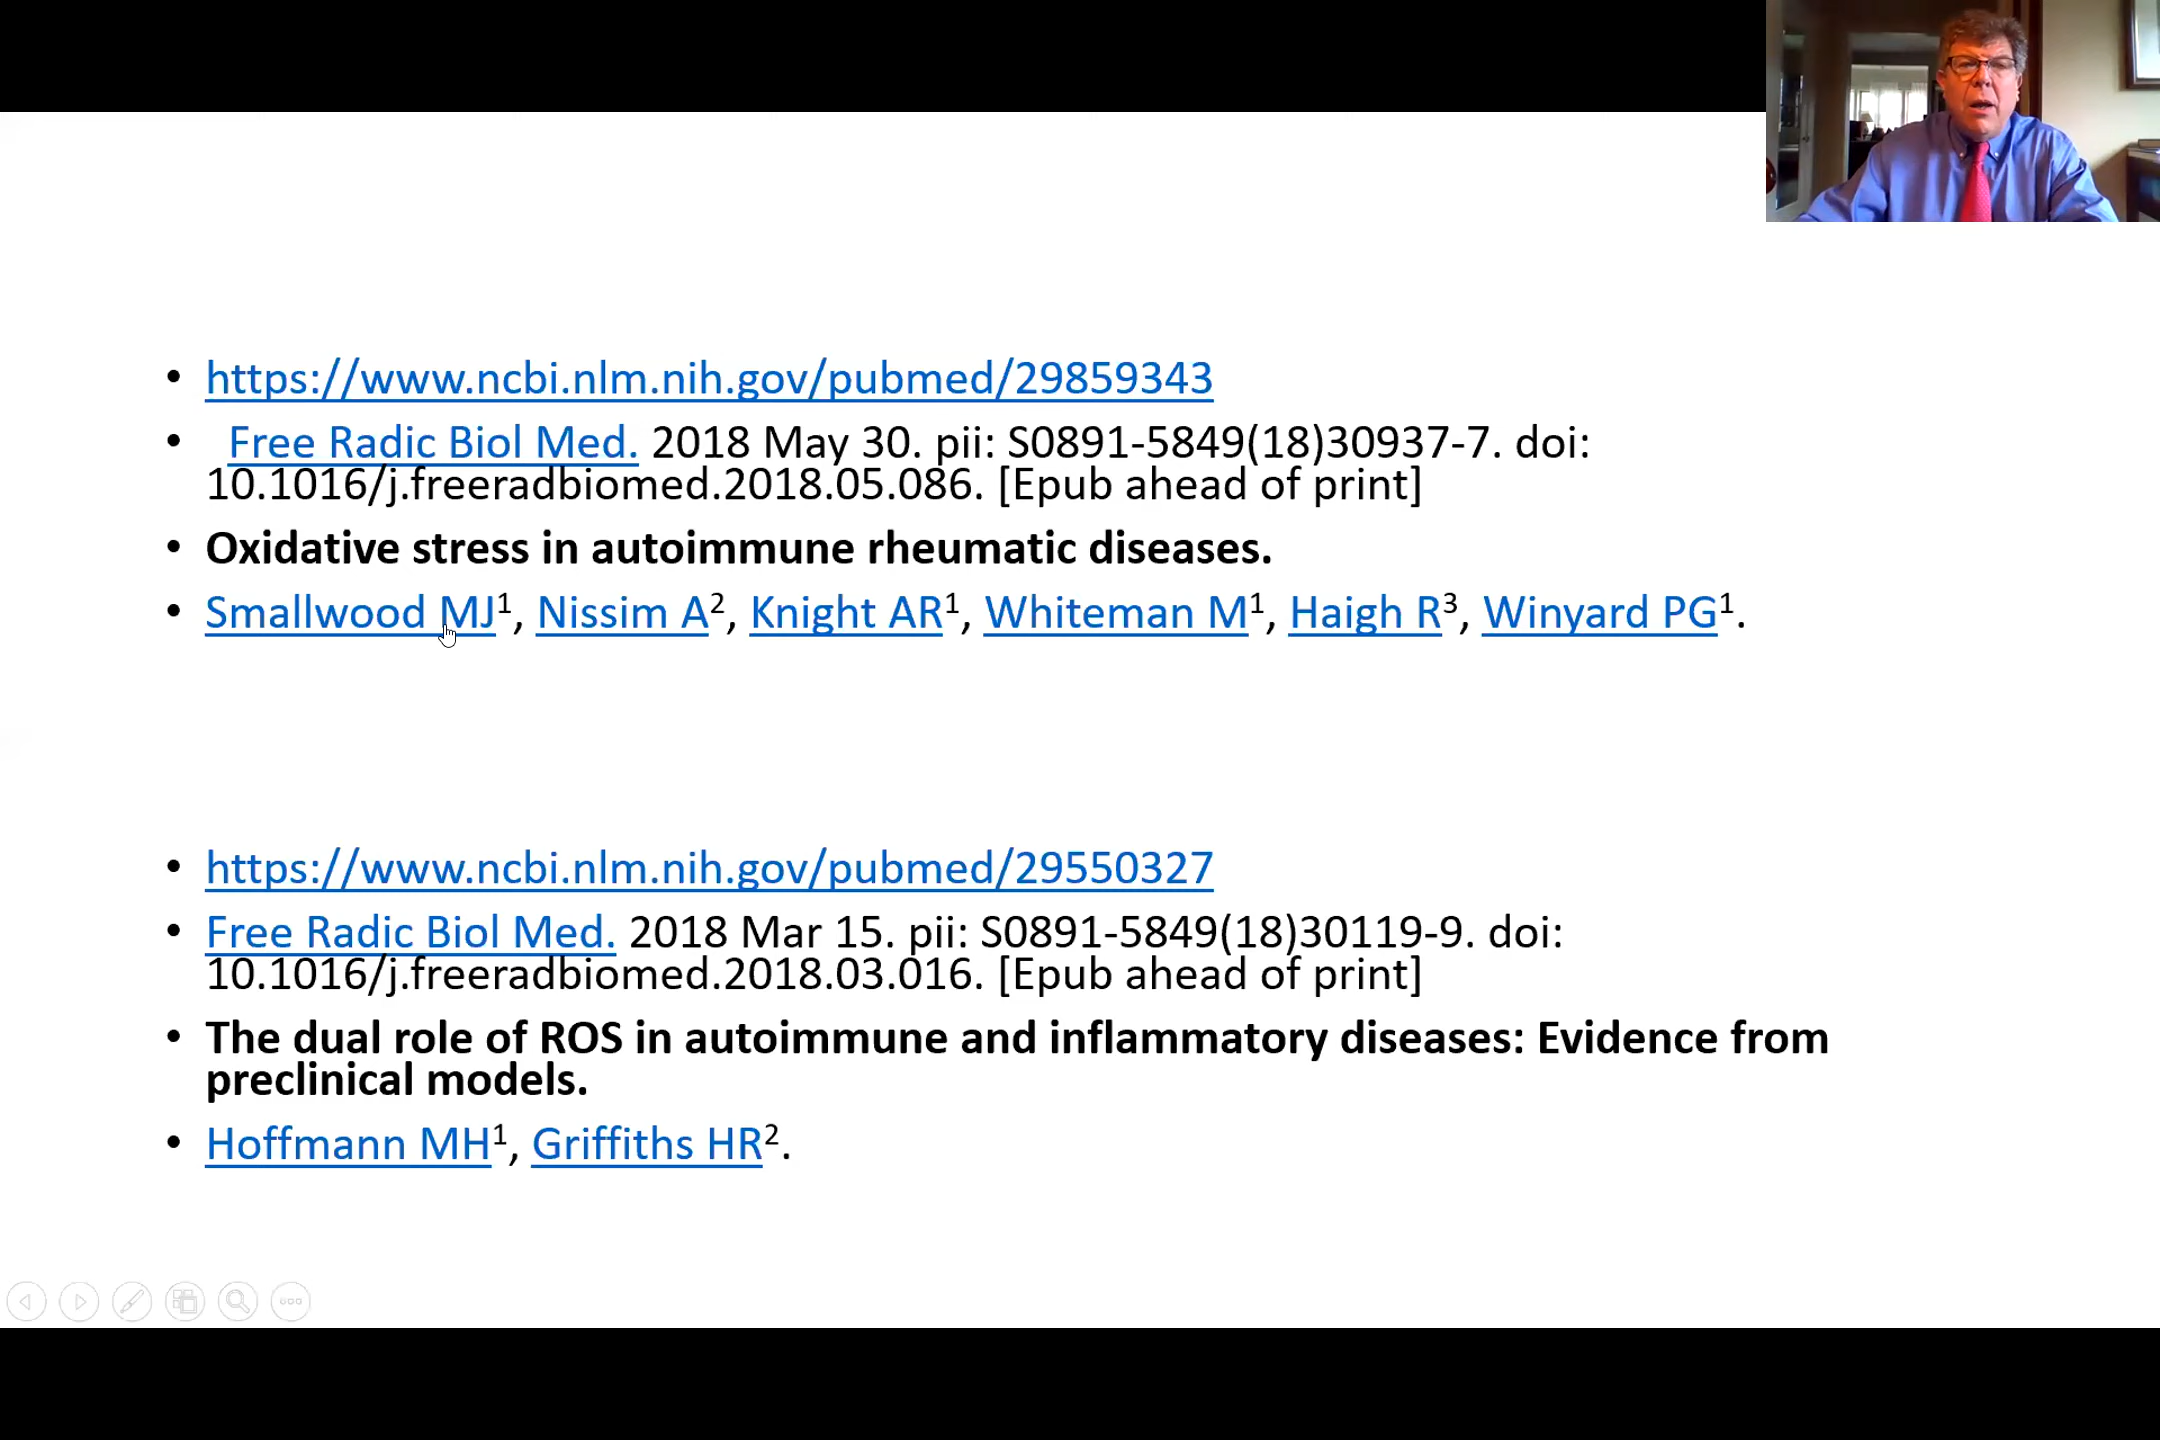 • https://www.ncbi.nlm.nih.gov/pubmed/29859343
• Free Radic Biol Med. 2018 May 30. pii: S0891-5849(18)30937-7. doi:
10.1016/j.freeradbiomed.2018.05.086. [Epub ahead of print]
• Oxidative stress in autoimmune rheumatic diseases.
• Smallwood MJ¹, Nissim A², Knight AR¹, Whiteman M¹, Haigh R³, Winyard PG¹.
• https://www.ncbi.nlm.nih.gov/pubmed/29550327
• Free Radic Biol Med. 2018 Mar 15. pii: S0891-5849(18)30119-9. doi:
10.1016/j.freeradbiomed.2018.03.016. [Epub ahead of print]
• The dual role of ROS in autoimmune and inflammatory diseases: Evidence from
preclinical models.
• Hoffmann MH¹, Griffiths HR².